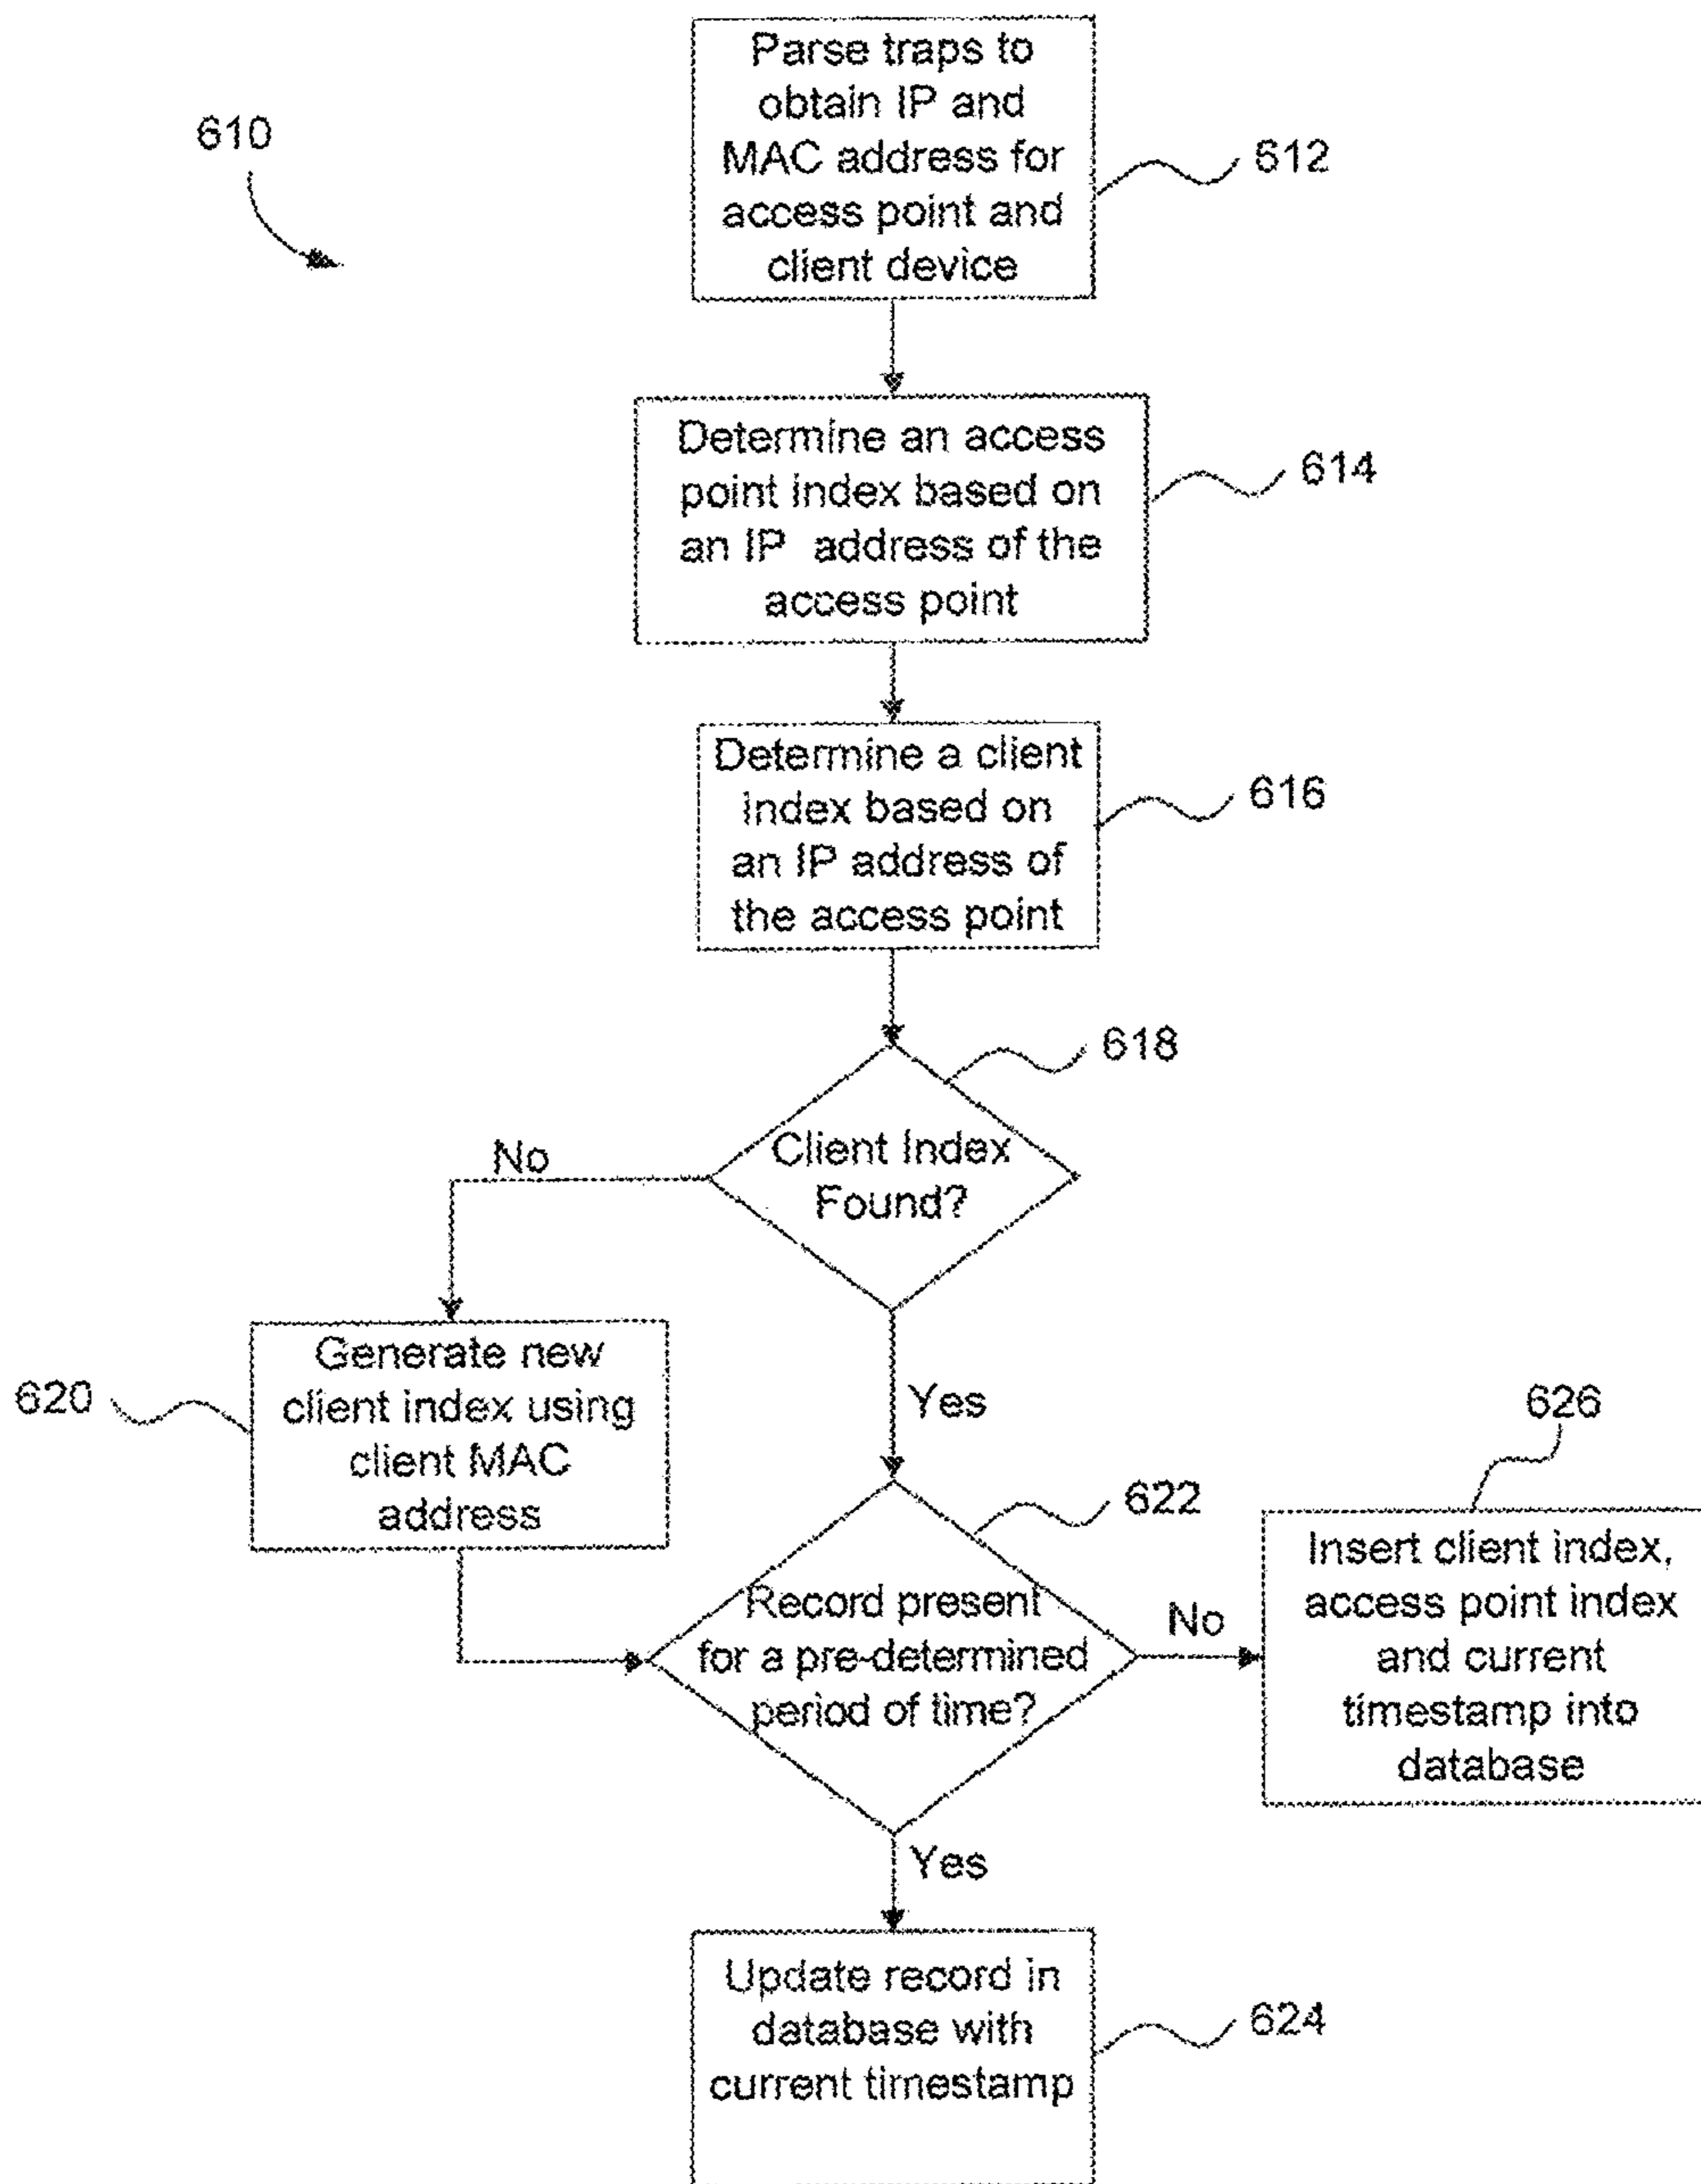 610
Parse traps to
obtain IP and
MAC address for
access point and
client device
612
Determine an access
point index based on
an IP address of the
access point
614
Determine a client
index based on
an IP address of
the access point
616
618
Client Index
Found?
No
Yes
Generate new
client index using
client MAC
address
620
622
Record present
for a pre-determined
period of time?
No
Yes
626
Insert client index,
access point index
and current
timestamp into
database
Update record in
database with
current timestamp
624